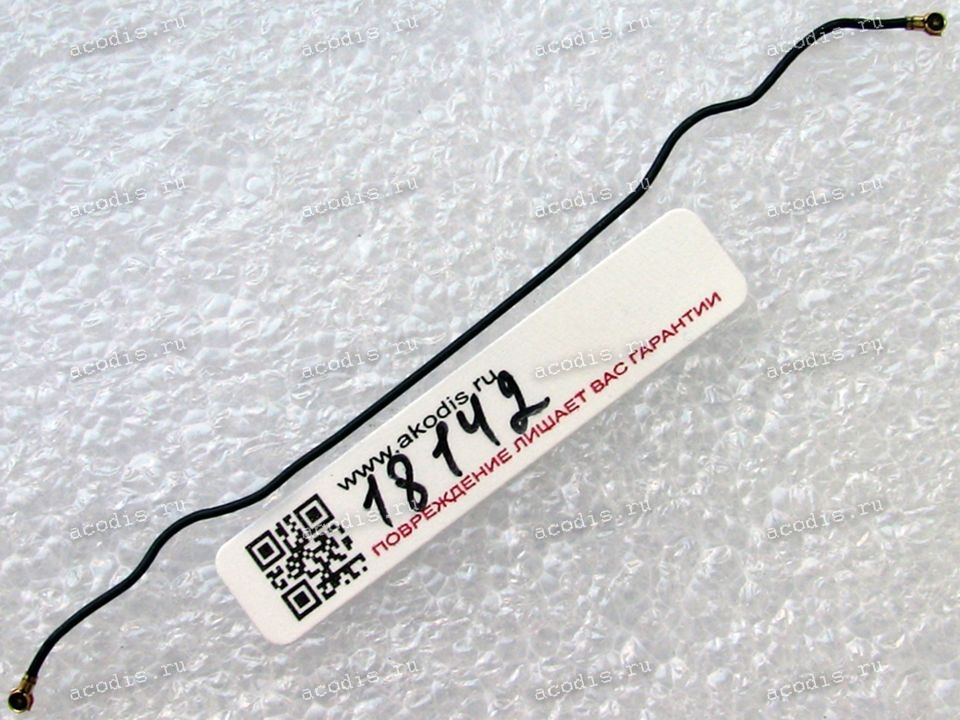 www.akodis.ru
18142
ПОВРЕЖДЕНИЕ ЛИШАЕТ ВАС ГАРАНТИИ
acodis.ru